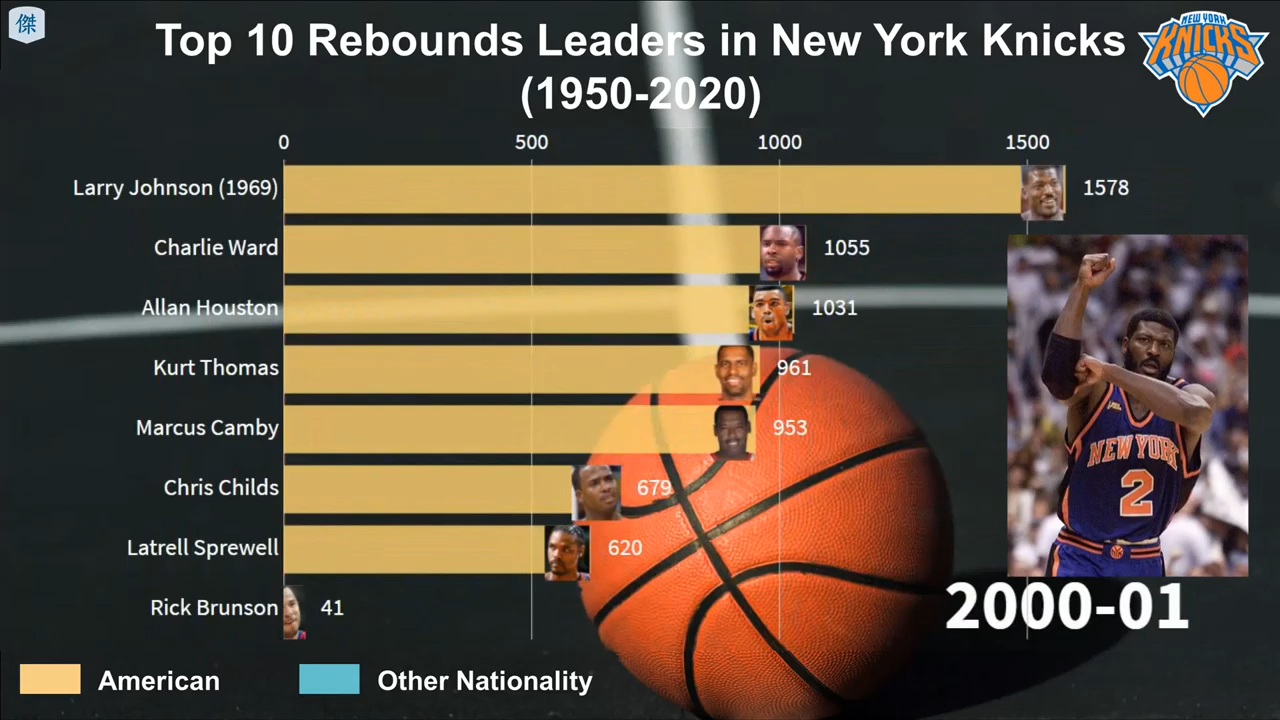 傑
Top 10 Rebounds Leaders in New York Knicks
(1950-2020)
NEW YORK
KNICKS
0 500 1000 1500
Larry Johnson (1969) 1578
Charlie Ward 1055
Allan Houston 1031
Kurt Thomas 961
Marcus Camby 953
Chris Childs 679
Latrell Sprewell 620
Rick Brunson 41
NEW YORK
2
2000-01
American
Other Nationality